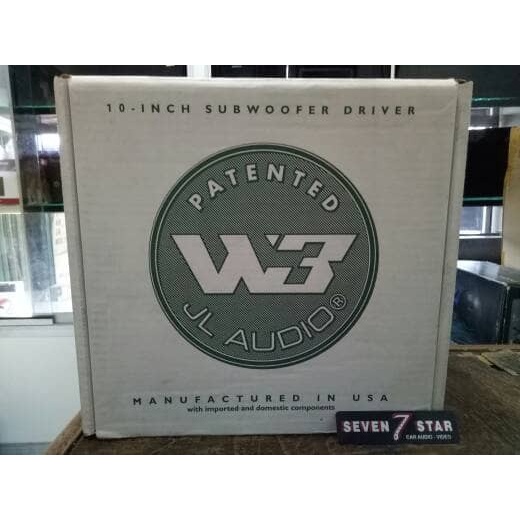 10-INCH SUBWOOFER DRIVER
PATENTED
W3
JL AUDIO®
MANUFACTURED IN USA
with imported and domestic components
SEVEN 7 STAR
CAR AUDIO - VIDEO